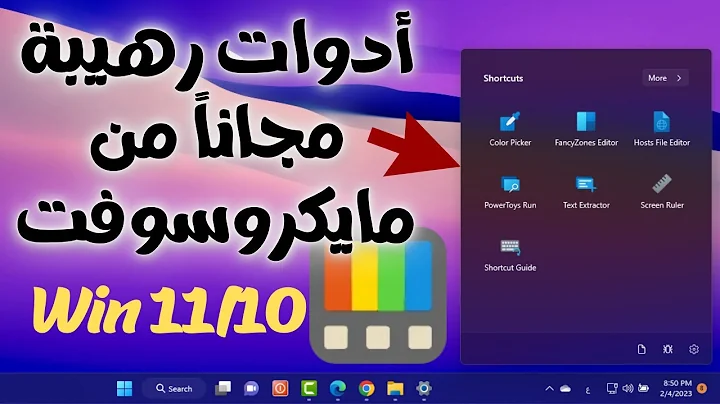 أدوات رهيبة
مجاناً من
مايكروسوفت
Win 11/10
Shortcuts
More
Color Picker
FancyZones Editor
Hosts File Editor
PowerToys Run
Text Extractor
Screen Ruler
Shortcut Guide
Search
ع
8:50 PM
2/4/2023
8